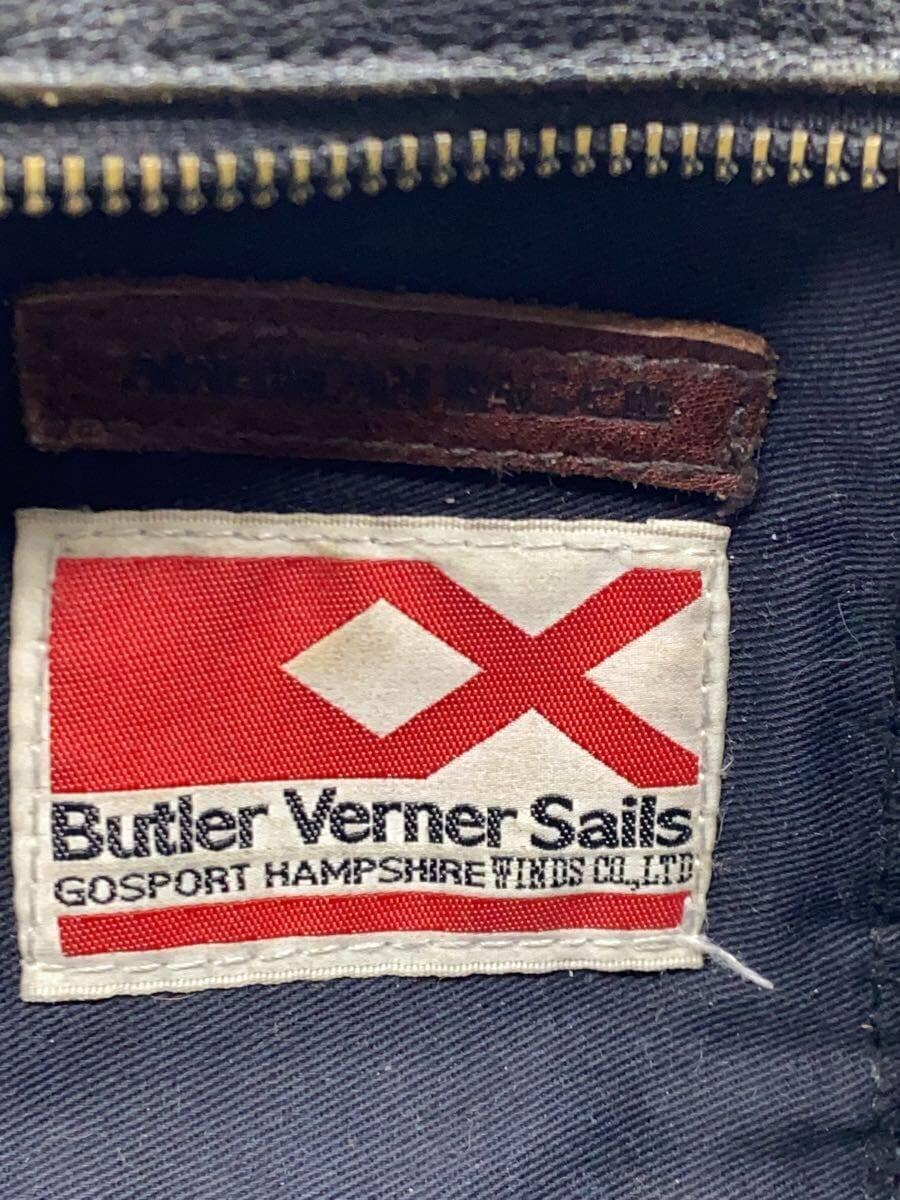 Butler Verner Sails
GOSPORT HAMPSHIRE WINDS CO.,LTD